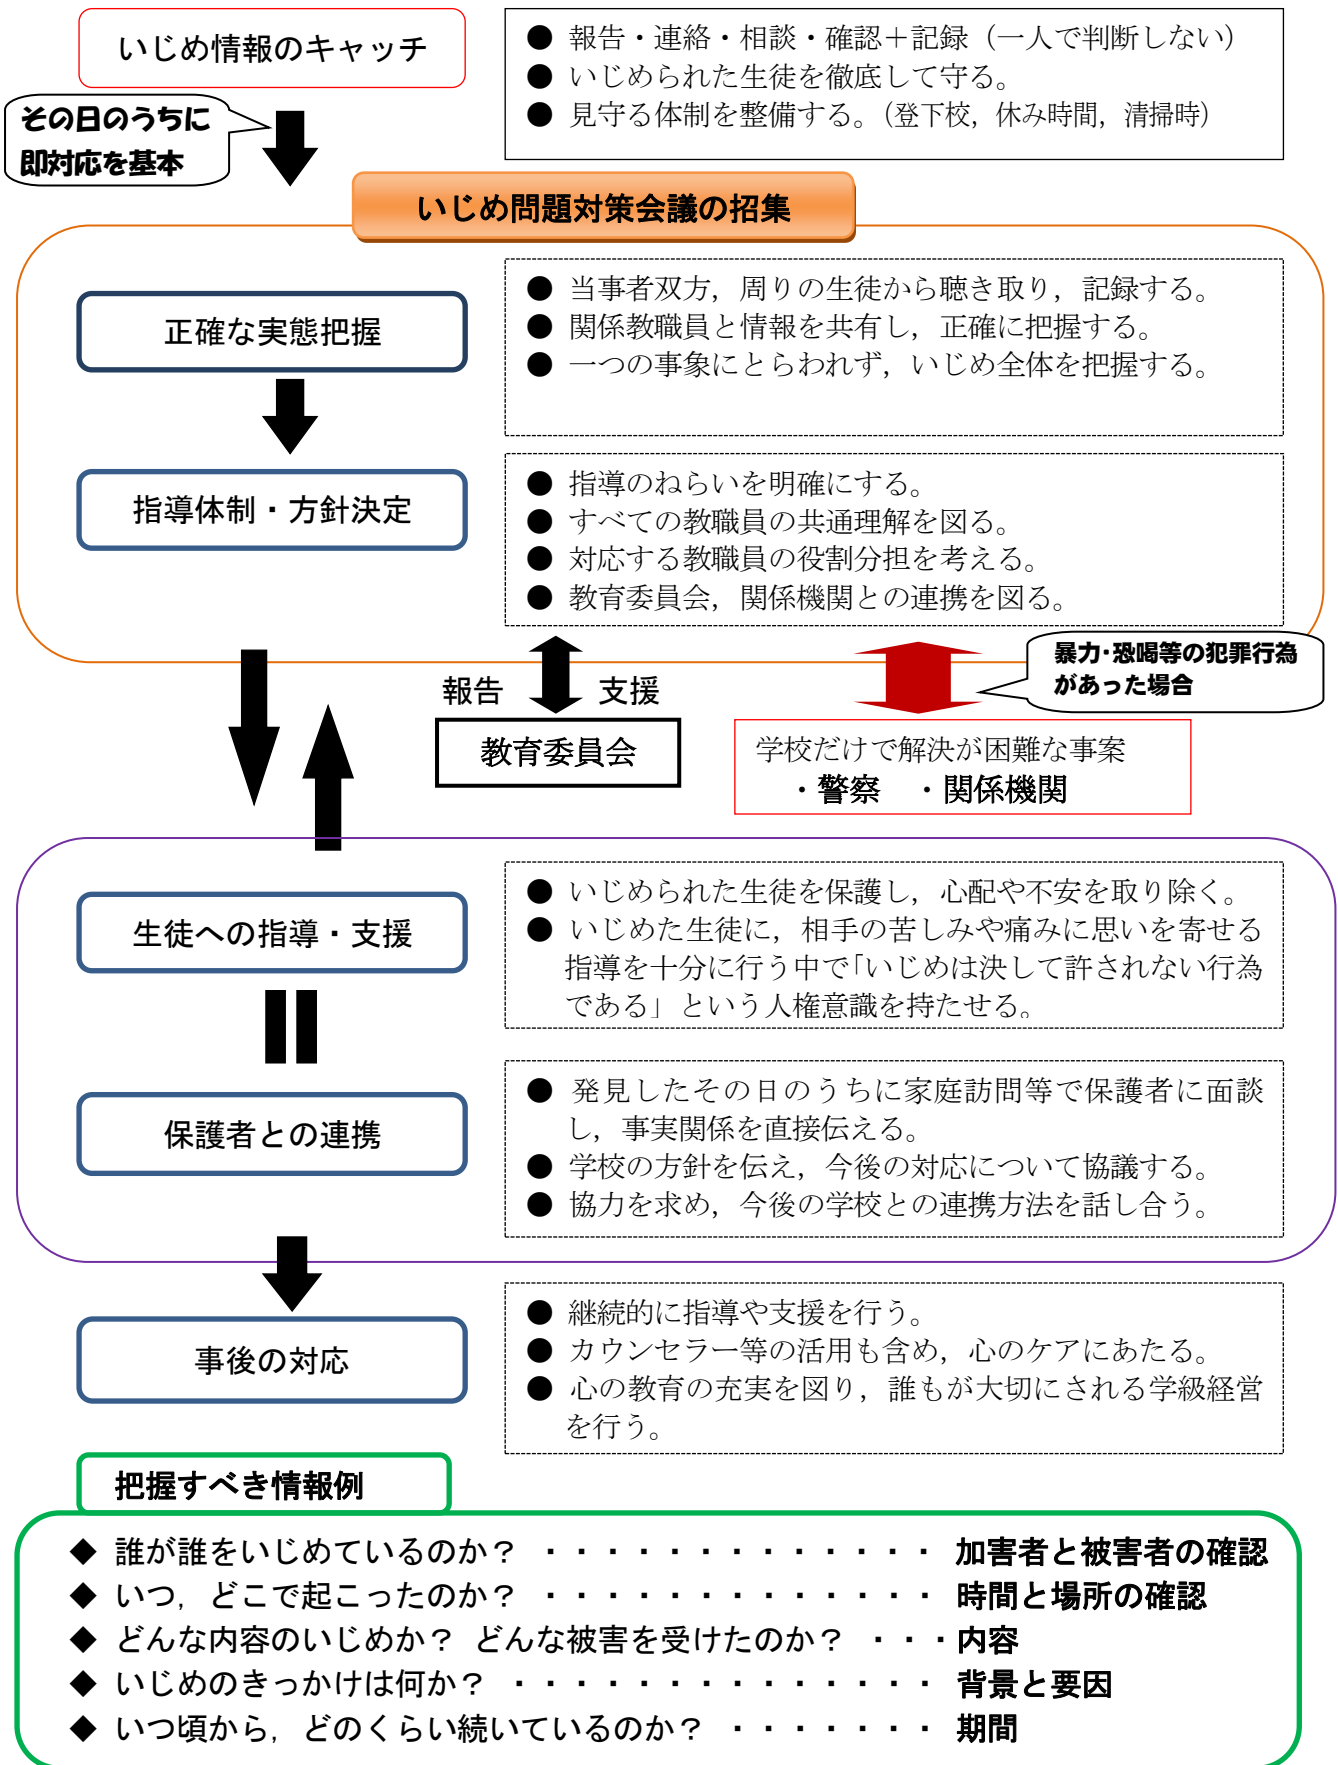 いじめ情報のキャッチ
● 報告・連絡・相談・確認＋記録（一人で判断しない）
● いじめられた生徒を徹底して守る。
● 見守る体制を整備する。（登下校，休み時間，清掃時）
その日のうちに
即対応を基本
いじめ問題対策会議の招集
正確な実態把握
● 当事者双方，周りの生徒から聴き取り，記録する。
● 関係教職員と情報を共有し，正確に把握する。
● 一つの事象にとらわれず，いじめ全体を把握する。
指導体制・方針決定
● 指導のねらいを明確にする。
● すべての教職員の共通理解を図る。
● 対応する教職員の役割分担を考える。
● 教育委員会，関係機関との連携を図る。
暴力・恐喝等の犯罪行為
があった場合
報告 支援
教育委員会
学校だけで解決が困難な事案
・警察 ・関係機関
生徒への指導・支援
● いじめられた生徒を保護し，心配や不安を取り除く。
● いじめた生徒に，相手の苦しみや痛みに思いを寄せる
指導を十分に行う中で「いじめは決して許されない行為
である」という人権意識を持たせる。
保護者との連携
● 発見したその日のうちに家庭訪問等で保護者に面談
し，事実関係を直接伝える。
● 学校の方針を伝え，今後の対応について協議する。
● 協力を求め，今後の学校との連携方法を話し合う。
事後の対応
● 継続的に指導や支援を行う。
● カウンセラー等の活用も含め，心のケアにあたる。
● 心の教育の充実を図り，誰もが大切にされる学級経営
を行う。
把握すべき情報例
◆ 誰が誰をいじめているのか？ ・・・・・・・・・・・・・ 加害者と被害者の確認
◆ いつ，どこで起こったのか？ ・・・・・・・・・・・・・ 時間と場所の確認
◆ どんな内容のいじめか？ どんな被害を受けたのか？ ・・・内容
◆ いじめのきっかけは何か？ ・・・・・・・・・・・・・・ 背景と要因
◆ いつ頃から，どのくらい続いているのか？ ・・・・・・・ 期間